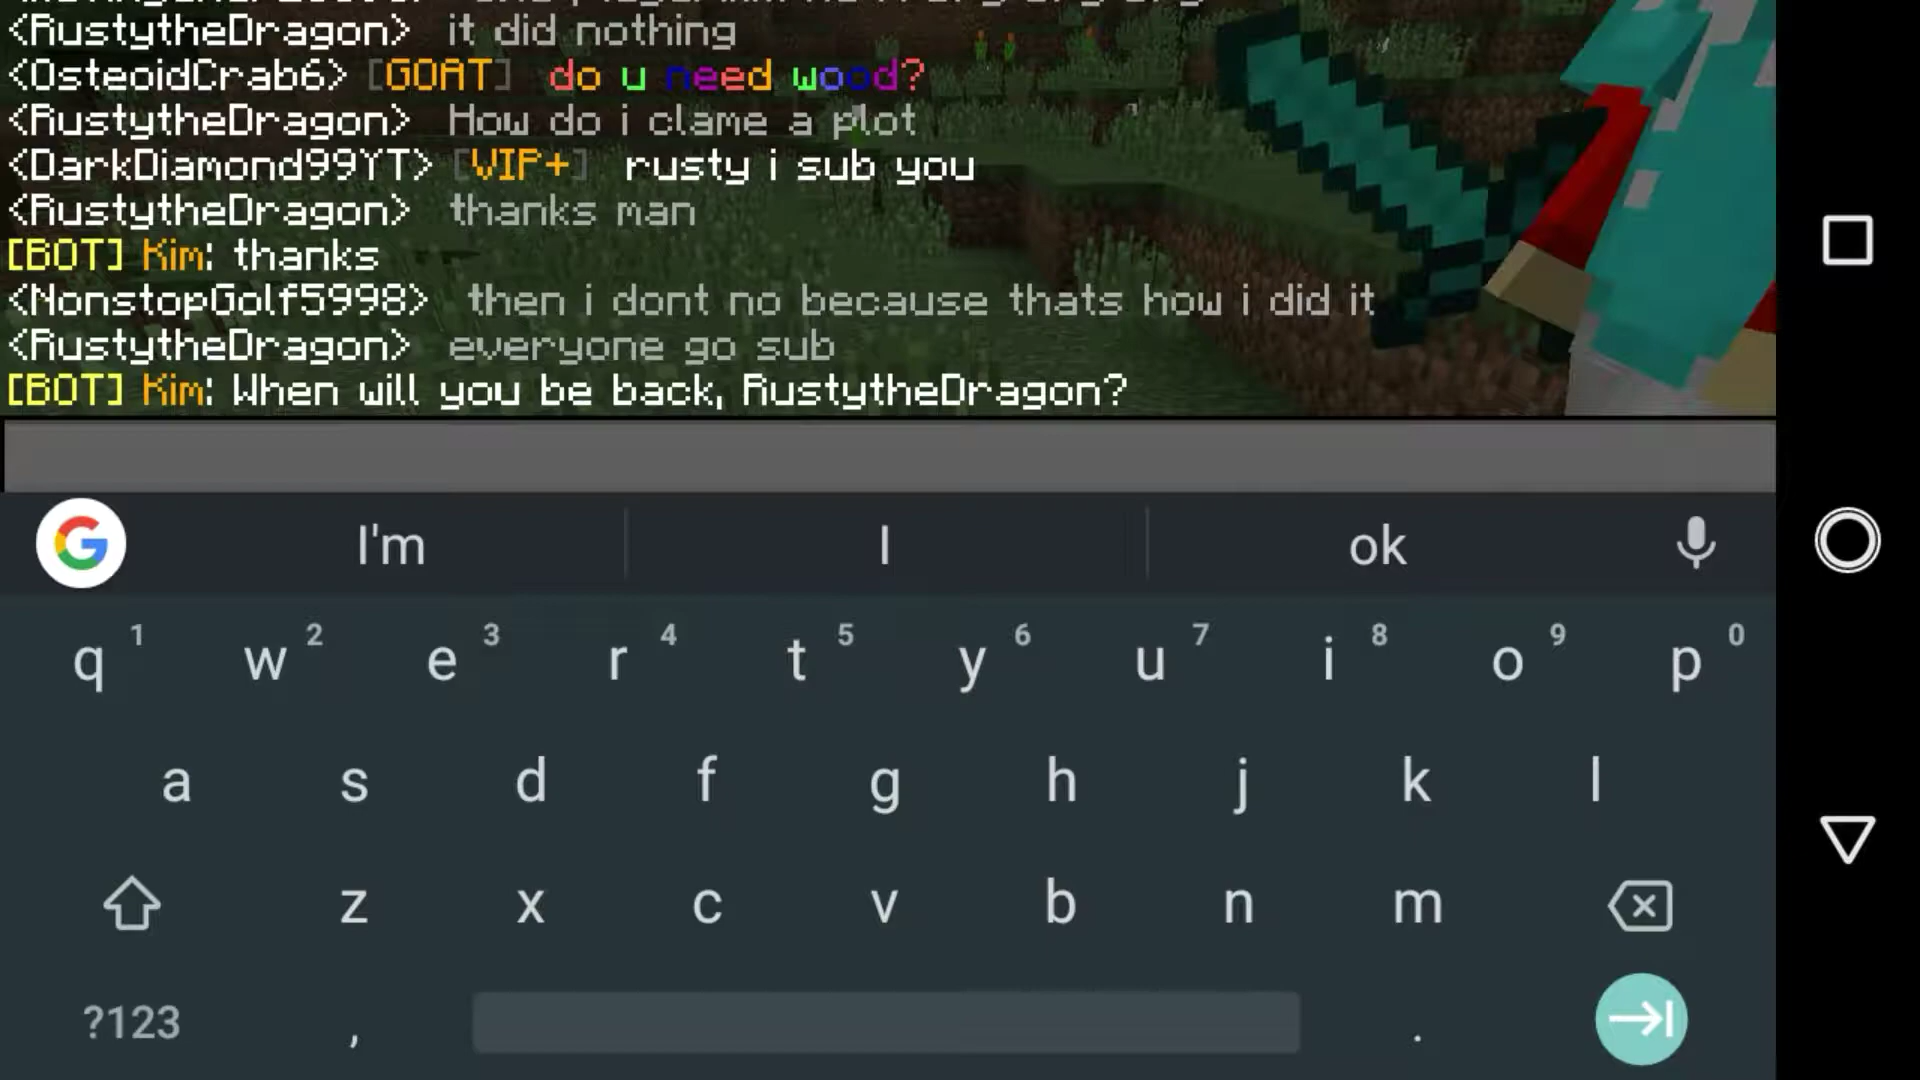 <RustytheDragon> it did nothing
<OsteoidCrab6> [GOAT] do u need wood?
<RustytheDragon> How do i clame a plot
<DarkDiamond99YT> [VIP+] rusty i sub you
<RustytheDragon> thanks man
[BOT] Kim: thanks
<NonstopGolf5998> then i dont no because thats how i did it
<RustytheDragon> everyone go sub
[BOT] Kim: When will you be back, RustytheDragon?
G I'm I ok
q 1 w 2 e 3 r 4 t 5 y 6 u 7 i 8 o 9 p 0
a s d f g h j k l
z x c v b n m
?123 , .